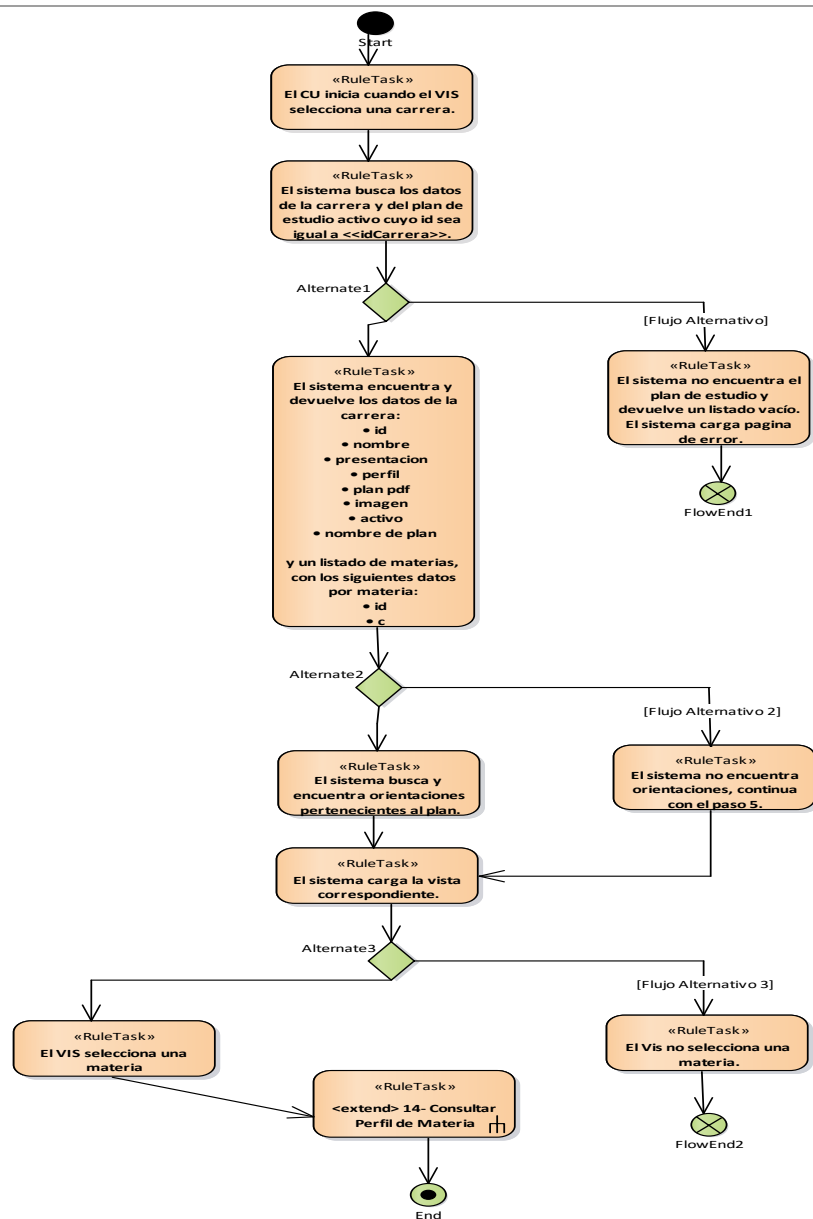 Start
«RuleTask»
El CU inicia cuando el VIS
selecciona una carrera.
«RuleTask»
El sistema busca los datos
de la carrera y del plan de
estudio activo cuyo id sea
igual a <<idCarrera>>.
Alternate1
[Flujo Alternativo]
«RuleTask»
El sistema encuentra y
devuelve los datos de la
carrera:
• id
• nombre
• presentacion
• perfil
• plan pdf
• imagen
• activo
• nombre de plan
y un listado de materias,
con los siguientes datos
por materia:
• id
• c
«RuleTask»
El sistema no encuentra el
plan de estudio y
devuelve un listado vacío.
El sistema carga pagina
de error.
FlowEnd1
Alternate2
[Flujo Alternativo 2]
«RuleTask»
El sistema busca y
encuentra orientaciones
pertenecientes al plan.
«RuleTask»
El sistema no encuentra
orientaciones, continua
con el paso 5.
«RuleTask»
El sistema carga la vista
correspondiente.
Alternate3
[Flujo Alternativo 3]
«RuleTask»
El VIS selecciona una
materia
«RuleTask»
El Vis no selecciona una
materia.
«RuleTask»
<extend> 14- Consultar
Perfil de Materia
FlowEnd2
End